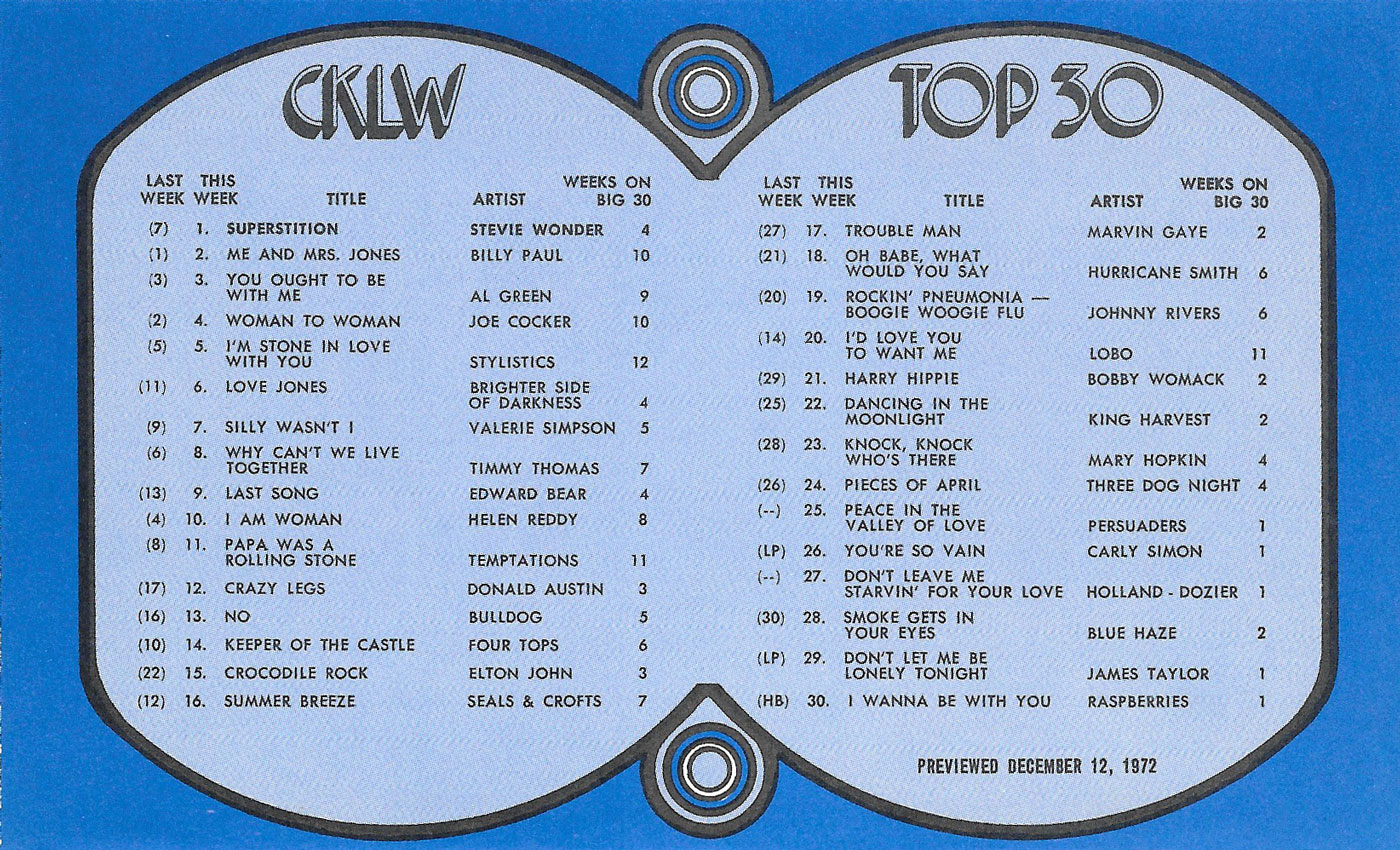 CKLW
LAST THIS WEEKS ON
WEEK WEEK TITLE ARTIST BIG 30
(7) 1. SUPERSTITION STEVIE WONDER 4
(1) 2. ME AND MRS. JONES BILLY PAUL 10
(3) 3. YOU OUGHT TO BE
WITH ME AL GREEN 9
(2) 4. WOMAN TO WOMAN JOE COCKER 10
(5) 5. I'M STONE IN LOVE
WITH YOU STYLISTICS 12
(11) 6. LOVE JONES BRIGHTER SIDE
OF DARKNESS 4
(9) 7. SILLY WASN'T I VALERIE SIMPSON 5
(6) 8. WHY CAN'T WE LIVE
TOGETHER TIMMY THOMAS 7
(13) 9. LAST SONG EDWARD BEAR 4
(4) 10. I AM WOMAN HELEN REDDY 8
(8) 11. PAPA WAS A
ROLLING STONE TEMPTATIONS 11
(17) 12. CRAZY LEGS DONALD AUSTIN 3
(16) 13. NO BULLDOG 5
(10) 14. KEEPER OF THE CASTLE FOUR TOPS 6
(22) 15. CROCODILE ROCK ELTON JOHN 3
(12) 16. SUMMER BREEZE SEALS & CROFTS 7
TOP 30
LAST THIS WEEKS ON
WEEK WEEK TITLE ARTIST BIG 30
(27) 17. TROUBLE MAN MARVIN GAYE 2
(21) 18. OH BABE, WHAT
WOULD YOU SAY HURRICANE SMITH 6
(20) 19. ROCKIN' PNEUMONIA —
BOOGIE WOOGIE FLU JOHNNY RIVERS 6
(14) 20. I'D LOVE YOU
TO WANT ME LOBO 11
(29) 21. HARRY HIPPIE BOBBY WOMACK 2
(25) 22. DANCING IN THE
MOONLIGHT KING HARVEST 2
(28) 23. KNOCK, KNOCK
WHO'S THERE MARY HOPKIN 4
(26) 24. PIECES OF APRIL THREE DOG NIGHT 4
(--) 25. PEACE IN THE
VALLEY OF LOVE PERSUADERS 1
(LP) 26. YOU'RE SO VAIN CARLY SIMON 1
(--) 27. DON'T LEAVE ME
STARVIN' FOR YOUR LOVE HOLLAND - DOZIER 1
(30) 28. SMOKE GETS IN
YOUR EYES BLUE HAZE 2
(LP) 29. DON'T LET ME BE
LONELY TONIGHT JAMES TAYLOR 1
(HB) 30. I WANNA BE WITH YOU RASPBERRIES 1
PREVIEWED DECEMBER 12, 1972